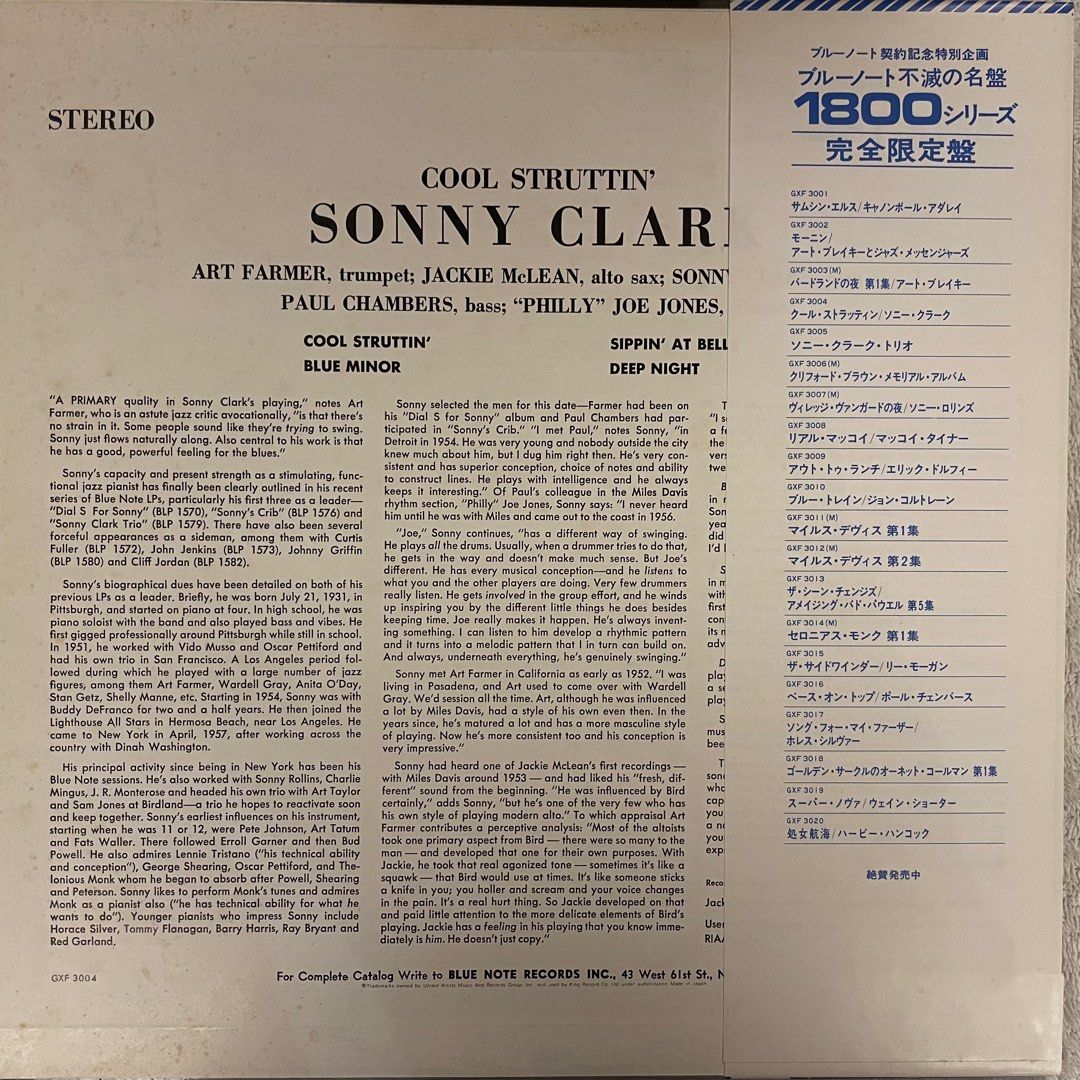 STEREO
COOL STRUTTIN'
SONNY CLAR
ART FARMER, trumpet; JACKIE McLEAN, alto sax; SONNY
PAUL CHAMBERS, bass; “PHILLY” JOE JONES,
COOL STRUTTIN'
BLUE MINOR
SIPPIN' AT BELL
DEEP NIGHT
“A PRIMARY quality in Sonny Clark's playing,” notes Art
Farmer, who is an astute jazz critic avocationally, “is that there's
no strain in it. Some people sound like they're trying to swing.
Sonny just flows naturally along. Also central to his work is that
he has a good, powerful feeling for the blues.”
Sonny's capacity and present strength as a stimulating, func-
tional jazz pianist has finally been clearly outlined in his recent
series of Blue Note LPs, particularly his first three as a leader—
“Dial S For Sonny” (BLP 1570), “Sonny's Crib” (BLP 1576) and
“Sonny Clark Trio” (BLP 1579). There have also been several
forceful appearances as a sideman, among them with Curtis
Fuller (BLP 1572), John Jenkins (BLP 1573), Johnny Griffin
(BLP 1580) and Cliff Jordan (BLP 1582).
Sonny's biographical dues have been detailed on both of his
previous LPs as a leader. Briefly, he was born July 21, 1931, in
Pittsburgh, and started on piano at four. In high school, he was
piano soloist with the band and also played bass and vibes. He
first gigged professionally around Pittsburgh while still in school.
In 1951, he worked with Vido Musso and Oscar Pettiford and
had his own trio in San Francisco. A Los Angeles period fol-
lowed during which he played with a large number of jazz
figures, among them Art Farmer, Wardell Gray, Anita O'Day,
Stan Getz, Shelly Manne, etc. Starting in 1954, Sonny was with
Buddy DeFranco for two and a half years. He then joined the
Lighthouse All Stars in Hermosa Beach, near Los Angeles. He
came to New York in April, 1957, after working across the
country with Dinah Washington.
His principal activity since being in New York has been his
Blue Note sessions. He's also worked with Sonny Rollins, Charlie
Mingus, J. R. Monterose and headed his own trio with Art Taylor
and Sam Jones at Birdland—a trio he hopes to reactivate soon
and keep together. Sonny's earliest influences on his instrument,
starting when he was 11 or 12, were Pete Johnson, Art Tatum
and Fats Waller. There followed Erroll Garner and then Bud
Powell. He also admires Lennie Tristano (“his technical ability
and conception”), George Shearing, Oscar Pettiford, and The-
lonious Monk whom he began to absorb after Powell, Shearing
and Peterson. Sonny likes to perform Monk's tunes and admires
Monk as a pianist also (“he has technical ability for what he
wants to do”). Younger pianists who impress Sonny include
Horace Silver, Tommy Flanagan, Barry Harris, Ray Bryant and
Red Garland.
Sonny selected the men for this date—Farmer had been on
his “Dial S for Sonny” album and Paul Chambers had par-
ticipated in “Sonny's Crib.” “I met Paul,” notes Sonny, “in
Detroit in 1954. He was very young and nobody outside the city
knew much about him, but I dug him right then. He's very con-
sistent and has superior conception, choice of notes and ability
to construct lines. He plays with intelligence and he always
keeps it interesting.” Of Paul's colleague in the Miles Davis
rhythm section, “Philly” Joe Jones, Sonny says: “I never heard
him until he was with Miles and came out to the coast in 1956.
“Joe,” Sonny continues, “has a different way of swinging.
He plays all the drums. Usually, when a drummer tries to do that,
he gets in the way and doesn't make much sense. But Joe's
different. He has every musical conception—and he listens to
what you and the other players are doing. Very few drummers
really listen. He gets involved in the group effort, and he winds
up inspiring you by the different little things he does besides
keeping time. Joe really makes it happen. He's always invent-
ing something. I can listen to him develop a rhythmic pattern
and it turns into a melodic pattern that I in turn can build on.
And always, underneath everything, he's genuinely swinging.”
Sonny met Art Farmer in California as early as 1952. “I was
living in Pasadena, and Art used to come over with Wardell
Gray. We'd session all the time. Art, although he was influenced
a lot by Miles Davis, had a style of his own even then. In the
years since, he's matured a lot and has a more masculine style
of playing. Now he's more consistent too and his conception is
very impressive.”
Sonny had heard one of Jackie McLean's first recordings —
with Miles Davis around 1953 — and had liked his “fresh, dif-
ferent” sound from the beginning. “He was influenced by Bird
certainly,” adds Sonny, “but he's one of the very few who has
his own style of playing modern alto.” To which appraisal Art
Farmer contributes a perceptive analysis: “Most of the altoists
took one primary aspect from Bird — there were so many to the
man — and developed that one for their own purposes. With
Jackie, he took that real agonized tone — sometimes it's like a
squawk — that Bird would use at times. It's like someone sticks
a knife in you; you holler and scream and your voice changes
in the pain. It's a real hurt thing. So Jackie developed on that
and paid little attention to the more delicate elements of Bird's
playing. Jackie has a feeling in his playing that you know imme-
diately is him. He doesn't just copy.”
GXF 3004
For Complete Catalog Write to BLUE NOTE RECORDS INC., 43 West 61st St., N
®Trademarks owned by United Artists Music And Records Group Inc. and used by King Record Co. Ltd under authorization Made in Japan.
ブルーノート契約記念特別企画
ブルーノート不滅の名盤
1800シリーズ
完全限定盤
GXF 3001
サムシン・エルス/キャノンボール・アダレイ
GXF 3002
モーニン/
アート・ブレイキーとジャズ・メッセンジャーズ
GXF 3003(M)
バードランドの夜 第1集/アート・ブレイキー
GXF 3004
クール・ストラッティン/ソニー・クラーク
GXF 3005
ソニー・クラーク・トリオ
GXF 3006(M)
クリフォード・ブラウン・メモリアル・アルバム
GXF 3007(M)
ヴィレッジ・ヴァンガードの夜/ソニー・ロリンズ
GXF 3008
リアル・マッコイ/マッコイ・タイナー
GXF 3009
アウト・トゥ・ランチ/エリック・ドルフィー
GXF 3010
ブルー・トレイン/ジョン・コルトレーン
GXF 3011(M)
マイルス・デヴィス 第1集
GXF 3012(M)
マイルス・デヴィス 第2集
GXF 3013
ザ・シーン・チェンジズ/
アメイジング・バド・パウエル 第5集
GXF 3014(M)
セロニアス・モンク 第1集
GXF 3015
ザ・サイドワインダー/リー・モーガン
GXF 3016
ベース・オン・トップ/ポール・チェンバース
GXF 3017
ソング・フォー・マイ・ファーザー/
ホレス・シルヴァー
GXF 3018
ゴールデン・サークルのオーネット・コールマン 第1集
GXF 3019
スーパー・ノヴァ/ウェイン・ショーター
GXF 3020
処女航海/ハービー・ハンコック
絶賛発売中